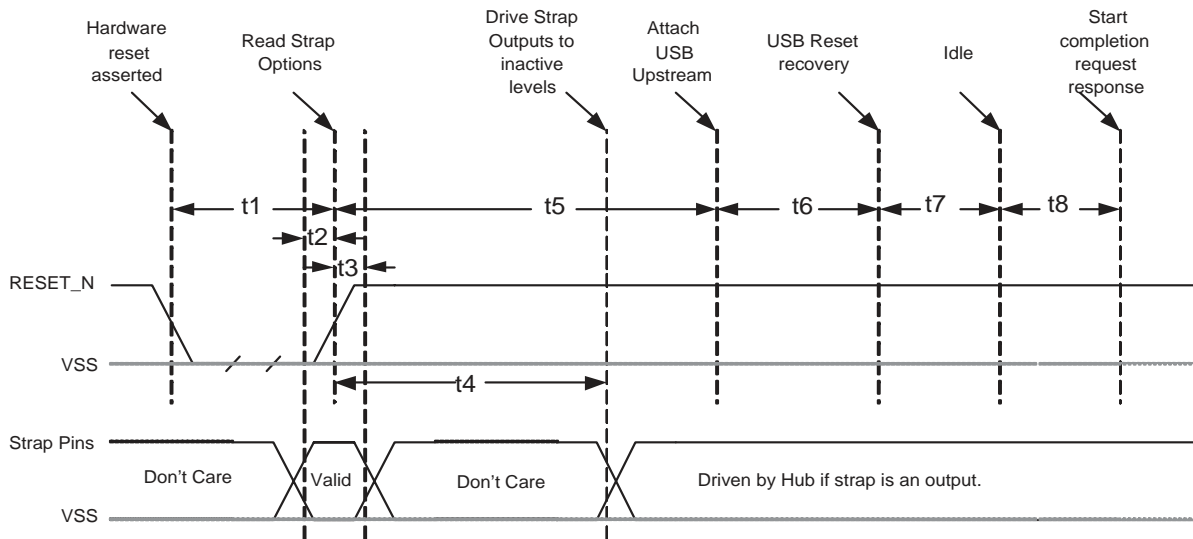 Hardware
reset
asserted
Read Strap
Options
Drive Strap
Outputs to
inactive
levels
Attach
USB
Upstream
USB Reset
recovery
Idle
Start
completion
request
response
t1
t5
t6
t7
t8
t2
t3
RESET_N
VSS
t4
Strap Pins
Don't Care
Valid
Don't Care
Driven by Hub if strap is an output.
VSS